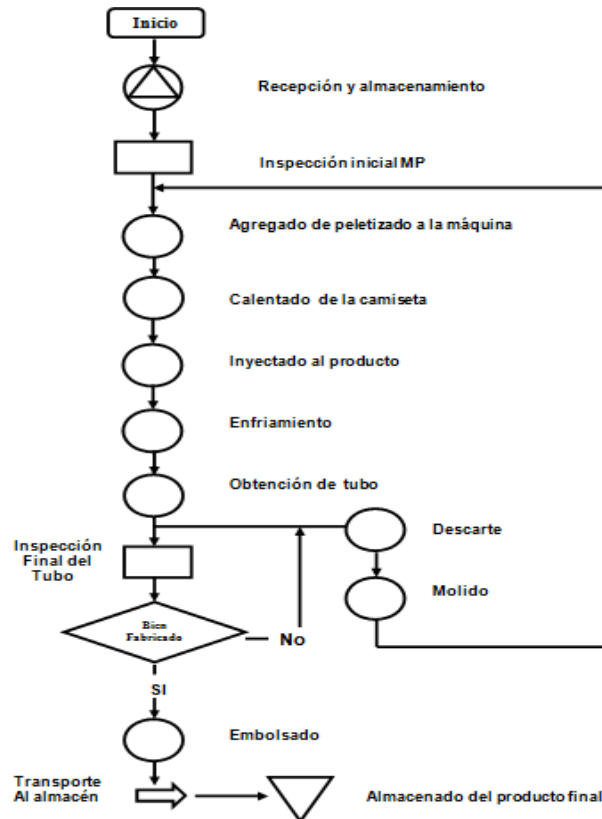 Inicio
Recepción y almacenamiento
Inspección inicial MP
Agregado de peletizado a la máquina
Calentado de la camiseta
Inyectado al producto
Enfriamiento
Obtención de tubo
Descarte
Inspección
Final del
Tubo
Molido
Bien
Fabricado
No
SI
Embolsado
Transporte
Al almacén
Almacenado del producto final